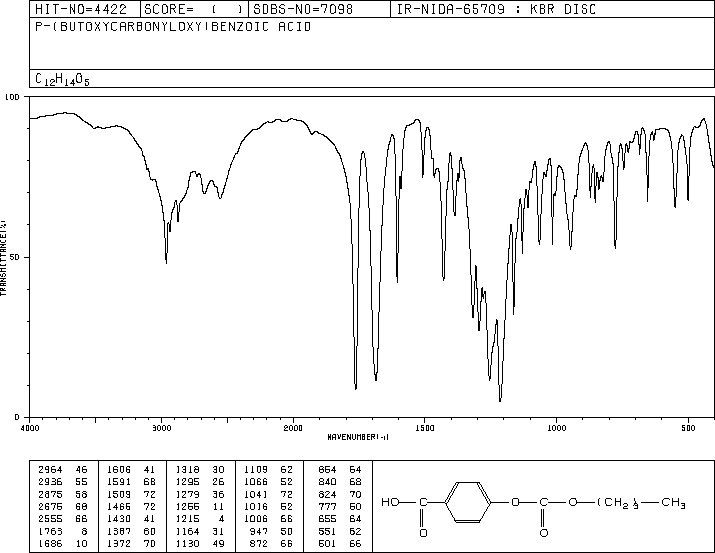 HIT-NO=4422 SCORE= ( ) SDBS-NO=7098 IR-NIDA-65709 : KBR DISC
P-(BUTOXYCARBONYLOXY)BENZOIC ACID
C12H14O5
100
50
0
TRANSMITTANCE(%)
4000 3000 2000 1500 1000 500
WAVENUMBER(-1)
2964 46 1606 41 1318 30 1109 62 854 64
2936 55 1591 68 1295 26 1066 52 840 68
2875 58 1509 72 1279 36 1041 72 824 70
2675 68 1466 72 1255 11 1016 52 777 50
2555 66 1430 41 1215 4 1006 66 655 64
1763 8 1387 60 1164 31 947 50 551 62
1686 10 1372 70 1130 49 872 66 501 66
HO C O C O (CH2)3 CH3
O O